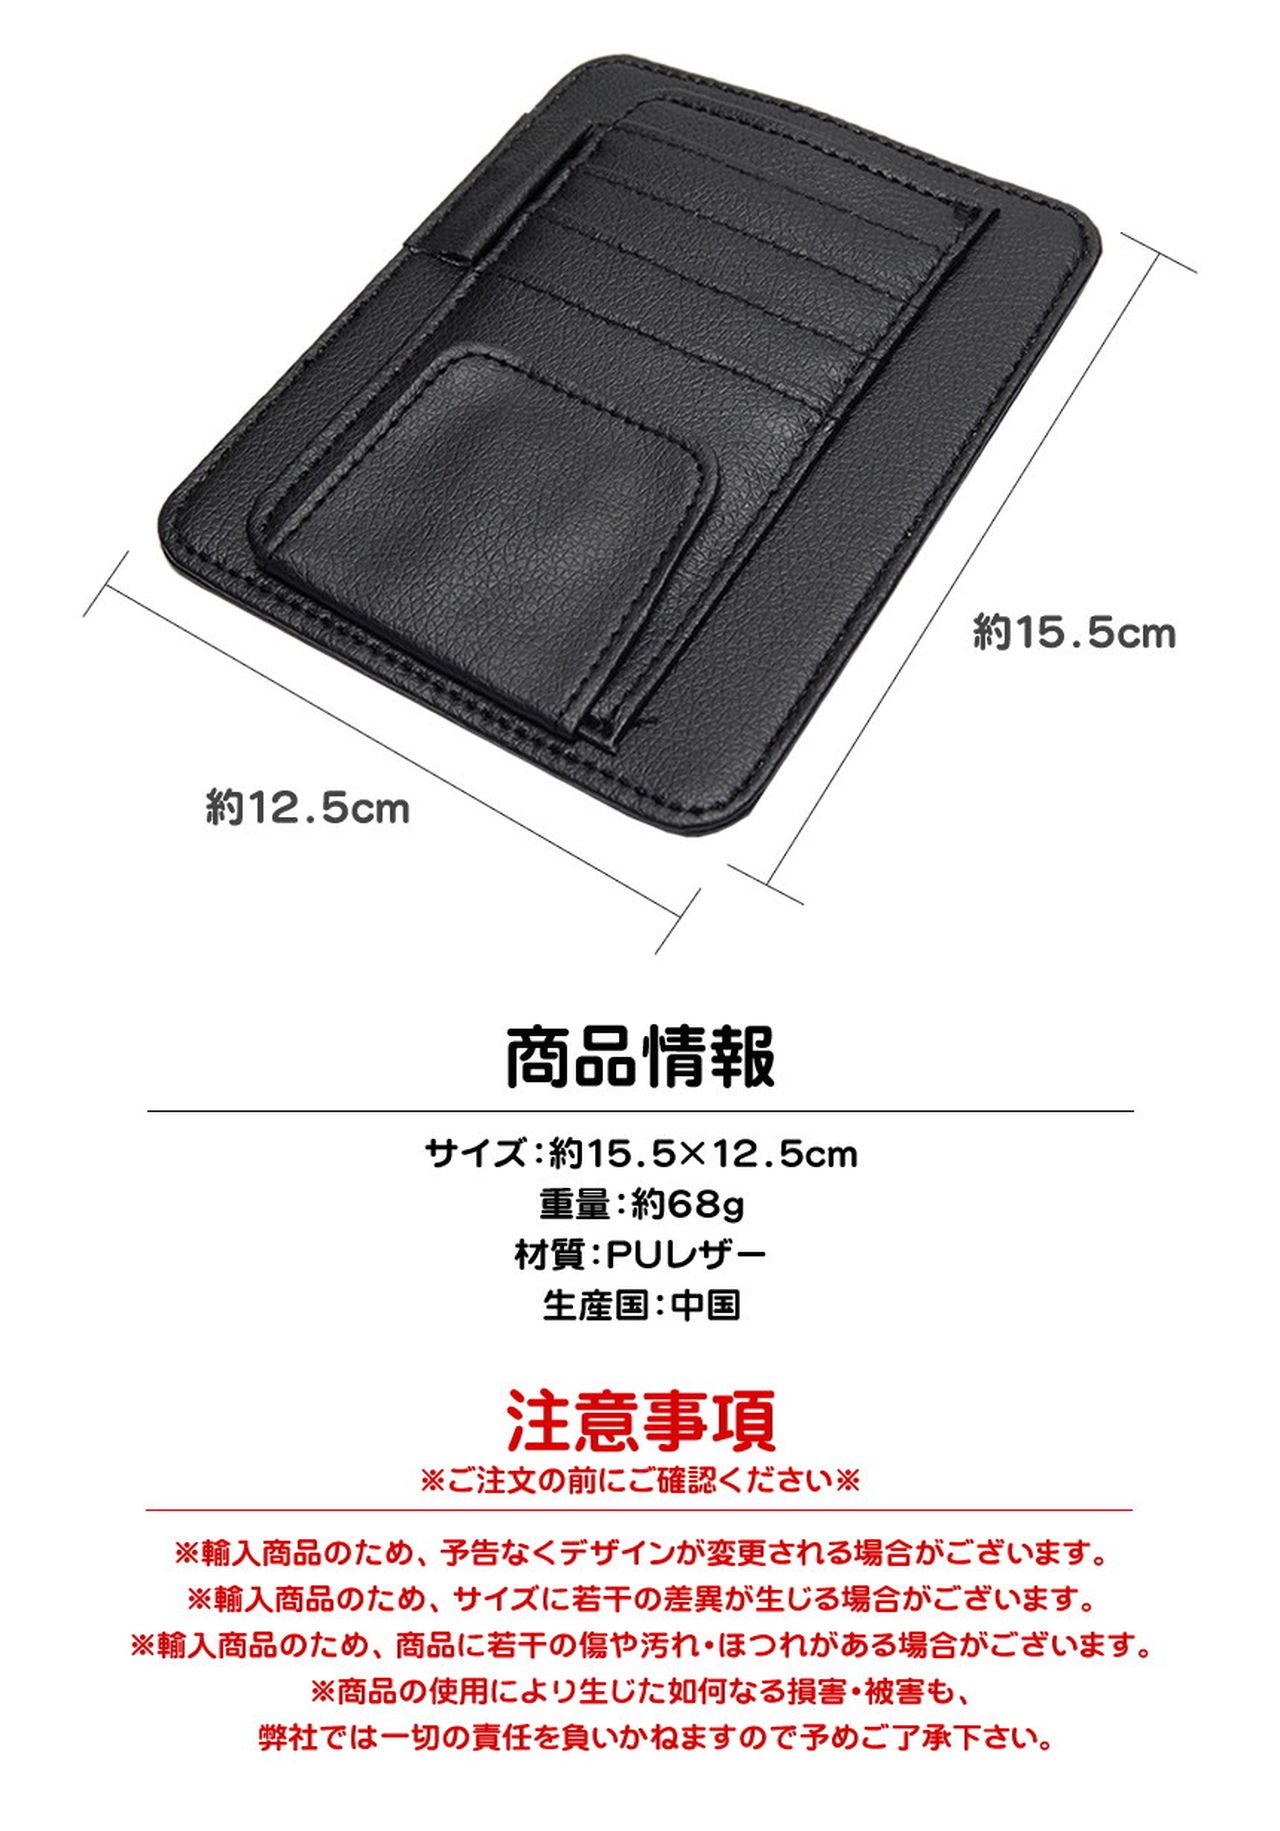 約15.5cm
約12.5cm
商品情報
サイズ：約15.5×12.5cm
重量：約68g
材質：PUレザー
生産国：中国
注意事項
※ご注文の前にご確認ください※
※輸入商品のため、予告なくデザインが変更される場合がございます。
※輸入商品のため、サイズに若干の差異が生じる場合がございます。
※輸入商品のため、商品に若干の傷や汚れ・ほつれがある場合がございます。
※商品の使用により生じた如何なる損害・被害も、
弊社では一切の責任を負いかねますので予めご了承下さい。